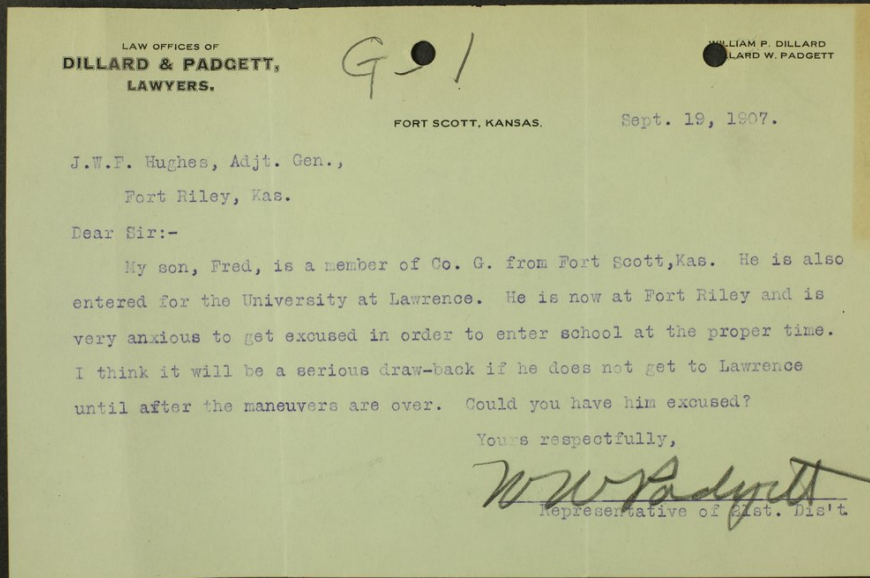 LAW OFFICES OF
DILLARD & PADGETT,
LAWYERS.
G-1
WILLIAM P. DILLARD
LARD W. PADGETT
FORT SCOTT, KANSAS.
Sept. 19, 1907.
J.W.F. Hughes, Adjt. Gen.,
Fort Riley, Kas.
Dear Sir:-
My son, Fred, is a member of Co. G. from Fort Scott,Kas. He is also
entered for the University at Lawrence. He is now at Fort Riley and is
very anxious to get excused in order to enter school at the proper time.
I think it will be a serious draw-back if he does not get to Lawrence
until after the maneuvers are over. Could you have him excused?
Yours respectfully,
W W Padgett
Representative of 21st. Dis't